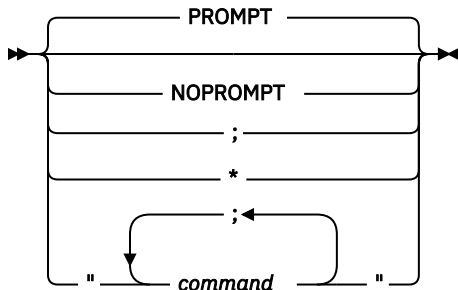 PROMPT
NOPROMPT
;
*
;
" command "